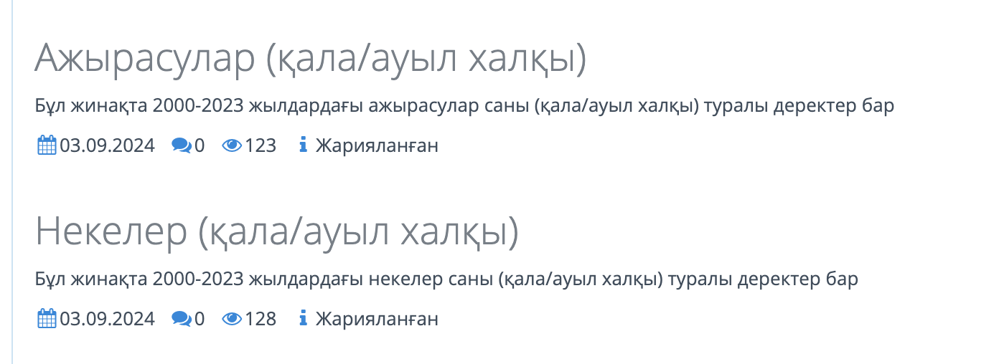 Ажырасулар (қала/ауыл халқы)
Бұл жинақта 2000-2023 жылдардағы ажырасулар саны (қала/ауыл халқы) туралы деректер бар
03.09.2024 0 123 Жарияланған
Некелер (қала/ауыл халқы)
Бұл жинақта 2000-2023 жылдардағы некелер саны (қала/ауыл халқы) туралы деректер бар
03.09.2024 0 128 Жарияланған